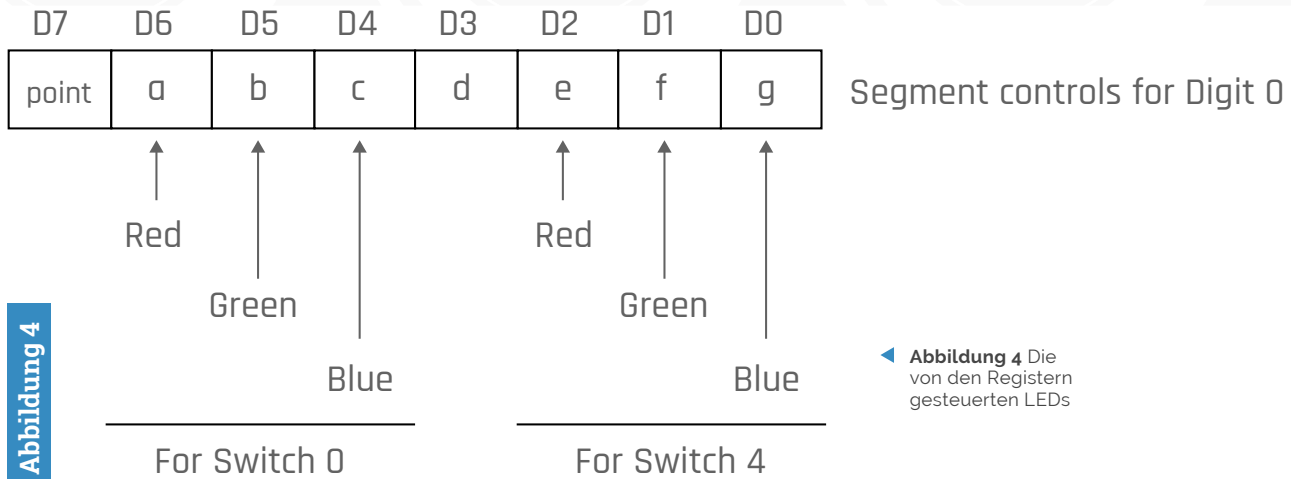 D7 D6 D5 D4 D3 D2 D1 D0
point a b c d e f g Segment controls for Digit 0
Red Red
Green Green
Blue Blue
For Switch 0 For Switch 4
Abbildung 4
Abbildung 4 Die
von den Registern
gesteuerten LEDs